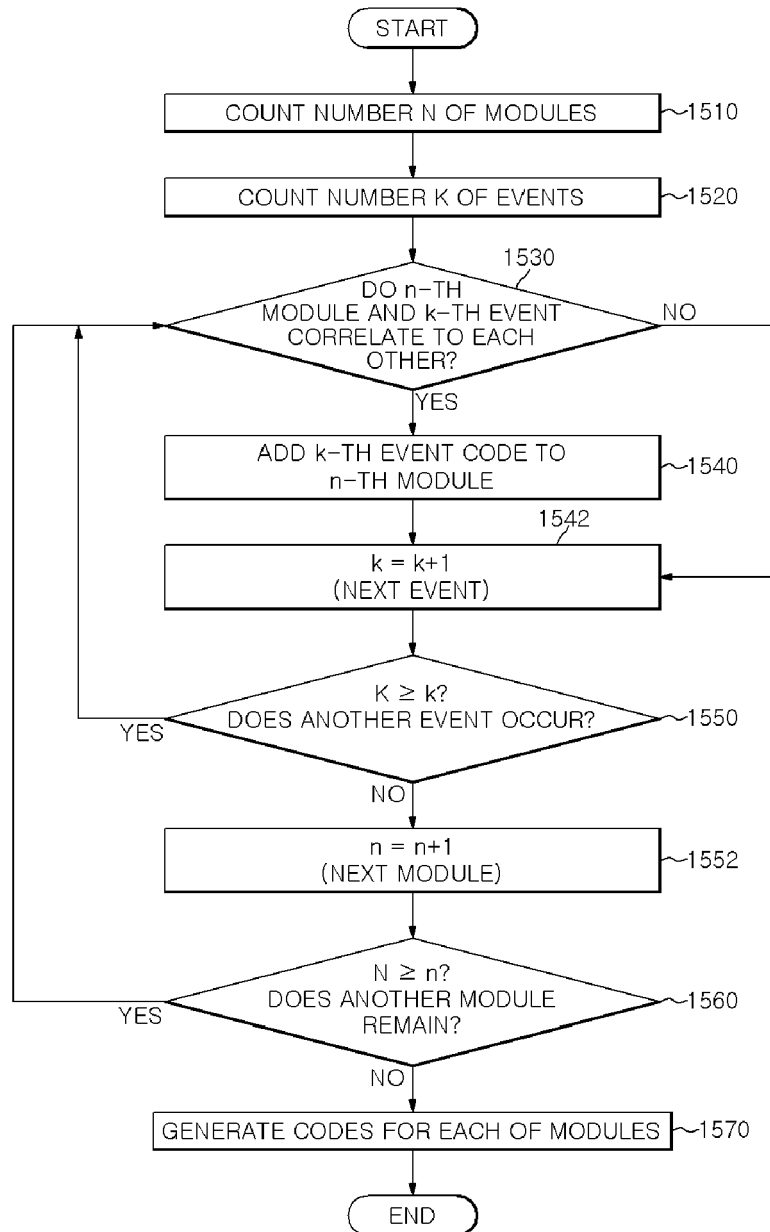 START
COUNT NUMBER N OF MODULES
1510
COUNT NUMBER K OF EVENTS
1520
1530
DO n-TH
MODULE AND k-TH EVENT
CORRELATE TO EACH
OTHER?
NO
YES
ADD k-TH EVENT CODE TO
n-TH MODULE
1540
1542
k = k+1
(NEXT EVENT)
K ≥ k?
DOES ANOTHER EVENT OCCUR?
1550
YES
NO
n = n+1
(NEXT MODULE)
1552
N ≥ n?
DOES ANOTHER MODULE
REMAIN?
1560
YES
NO
GENERATE CODES FOR EACH OF MODULES
1570
END